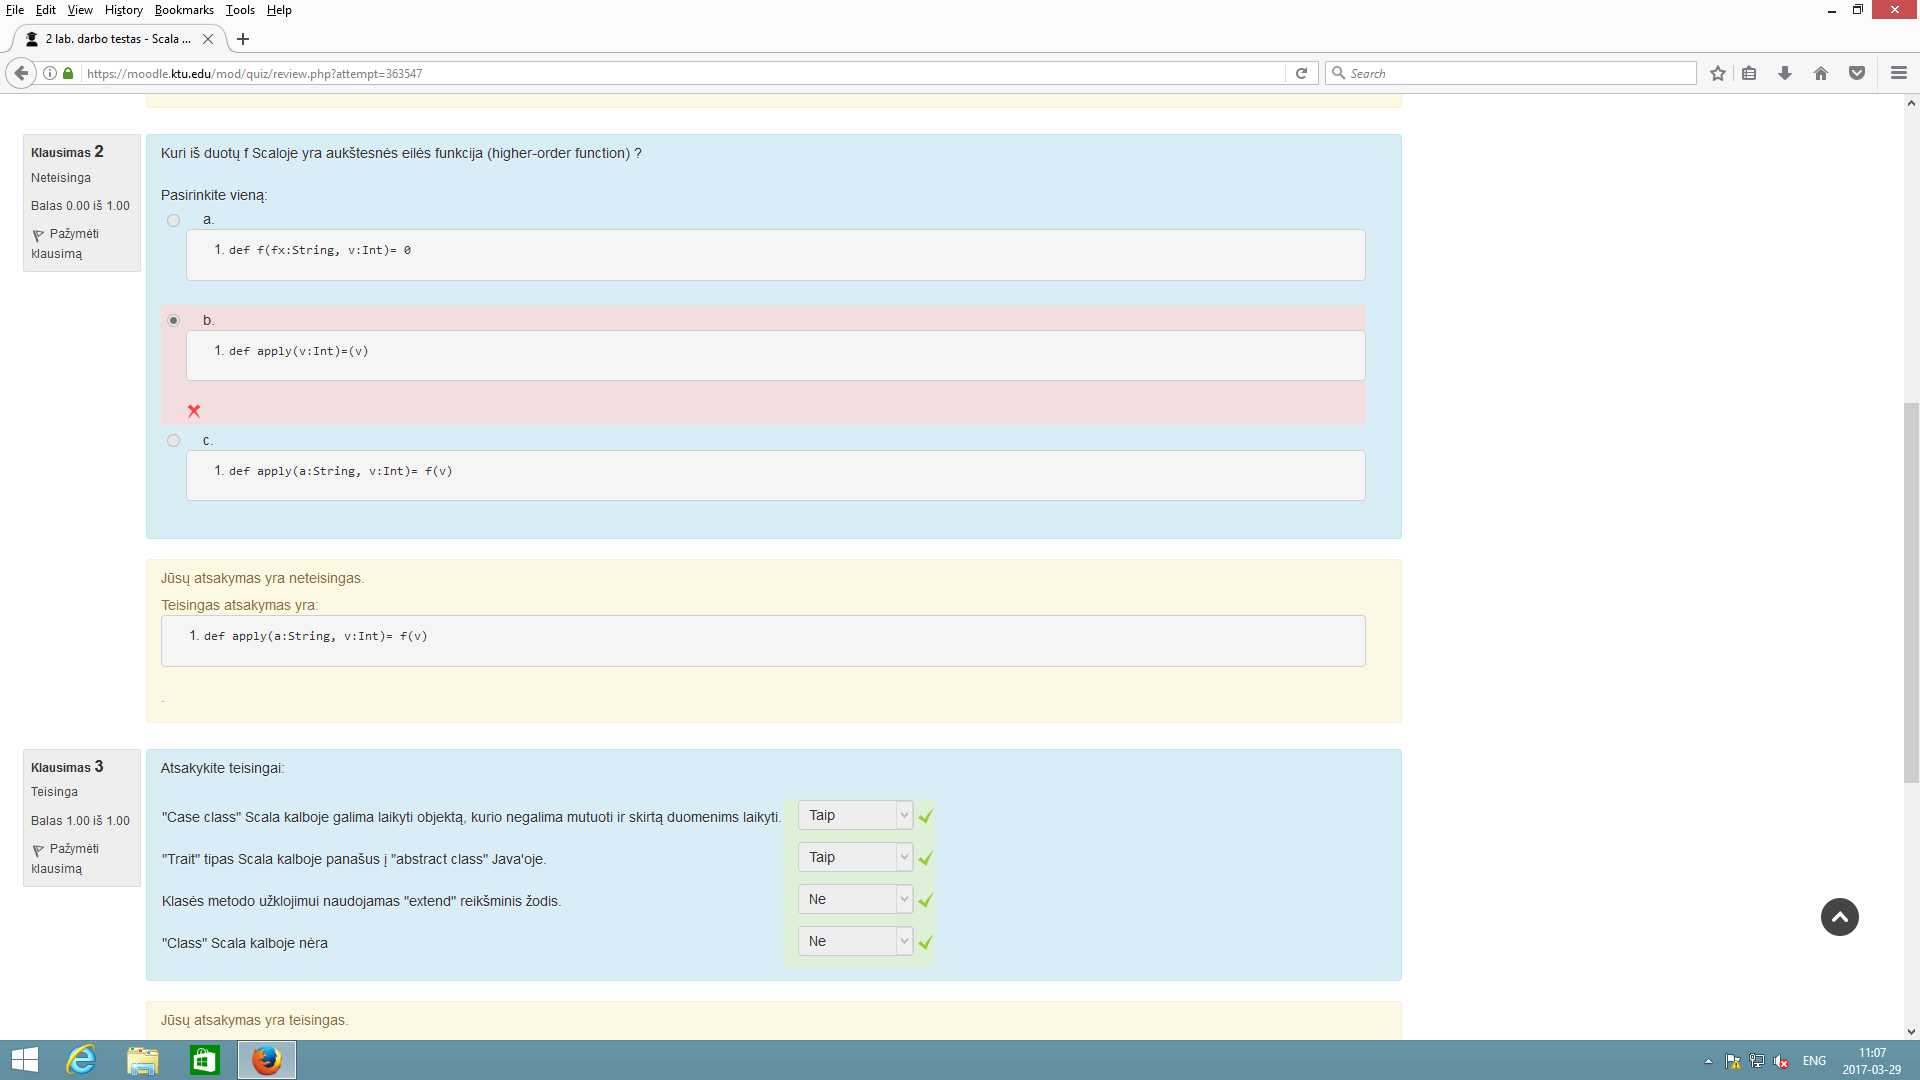 File Edit View History Bookmarks Tools Help
2 lab. darbo testas - Scala ...
https://moodle.ktu.edu/mod/quiz/review.php?attempt=363547
Search
Klausimas 2
Neteisinga
Balas 0.00 iš 1.00
Pažymėti
klausimą
Kuri iš duotų f Scaloje yra aukštesnės eilės funkcija (higher-order function) ?
Pasirinkite vieną:
a.
1. def f(fx:String, v:Int)= 0
b.
1. def apply(v:Int)=(v)
c.
1. def apply(a:String, v:Int)= f(v)
Jūsų atsakymas yra neteisingas.
Teisingas atsakymas yra:
1. def apply(a:String, v:Int)= f(v)
.
Klausimas 3
Teisinga
Balas 1.00 iš 1.00
Pažymėti
klausimą
Atsakykite teisingai:
"Case class" Scala kalboje galima laikyti objektą, kurio negalima mutuoti ir skirtą duomenims laikyti. Taip
"Trait" tipas Scala kalboje panašus į "abstract class" Java'oje. Taip
Klasės metodo užklojimui naudojamas "extend" reikšminis žodis. Ne
"Class" Scala kalboje nėra Ne
Jūsų atsakymas yra teisingas.
ENG
11:07
2017-03-29